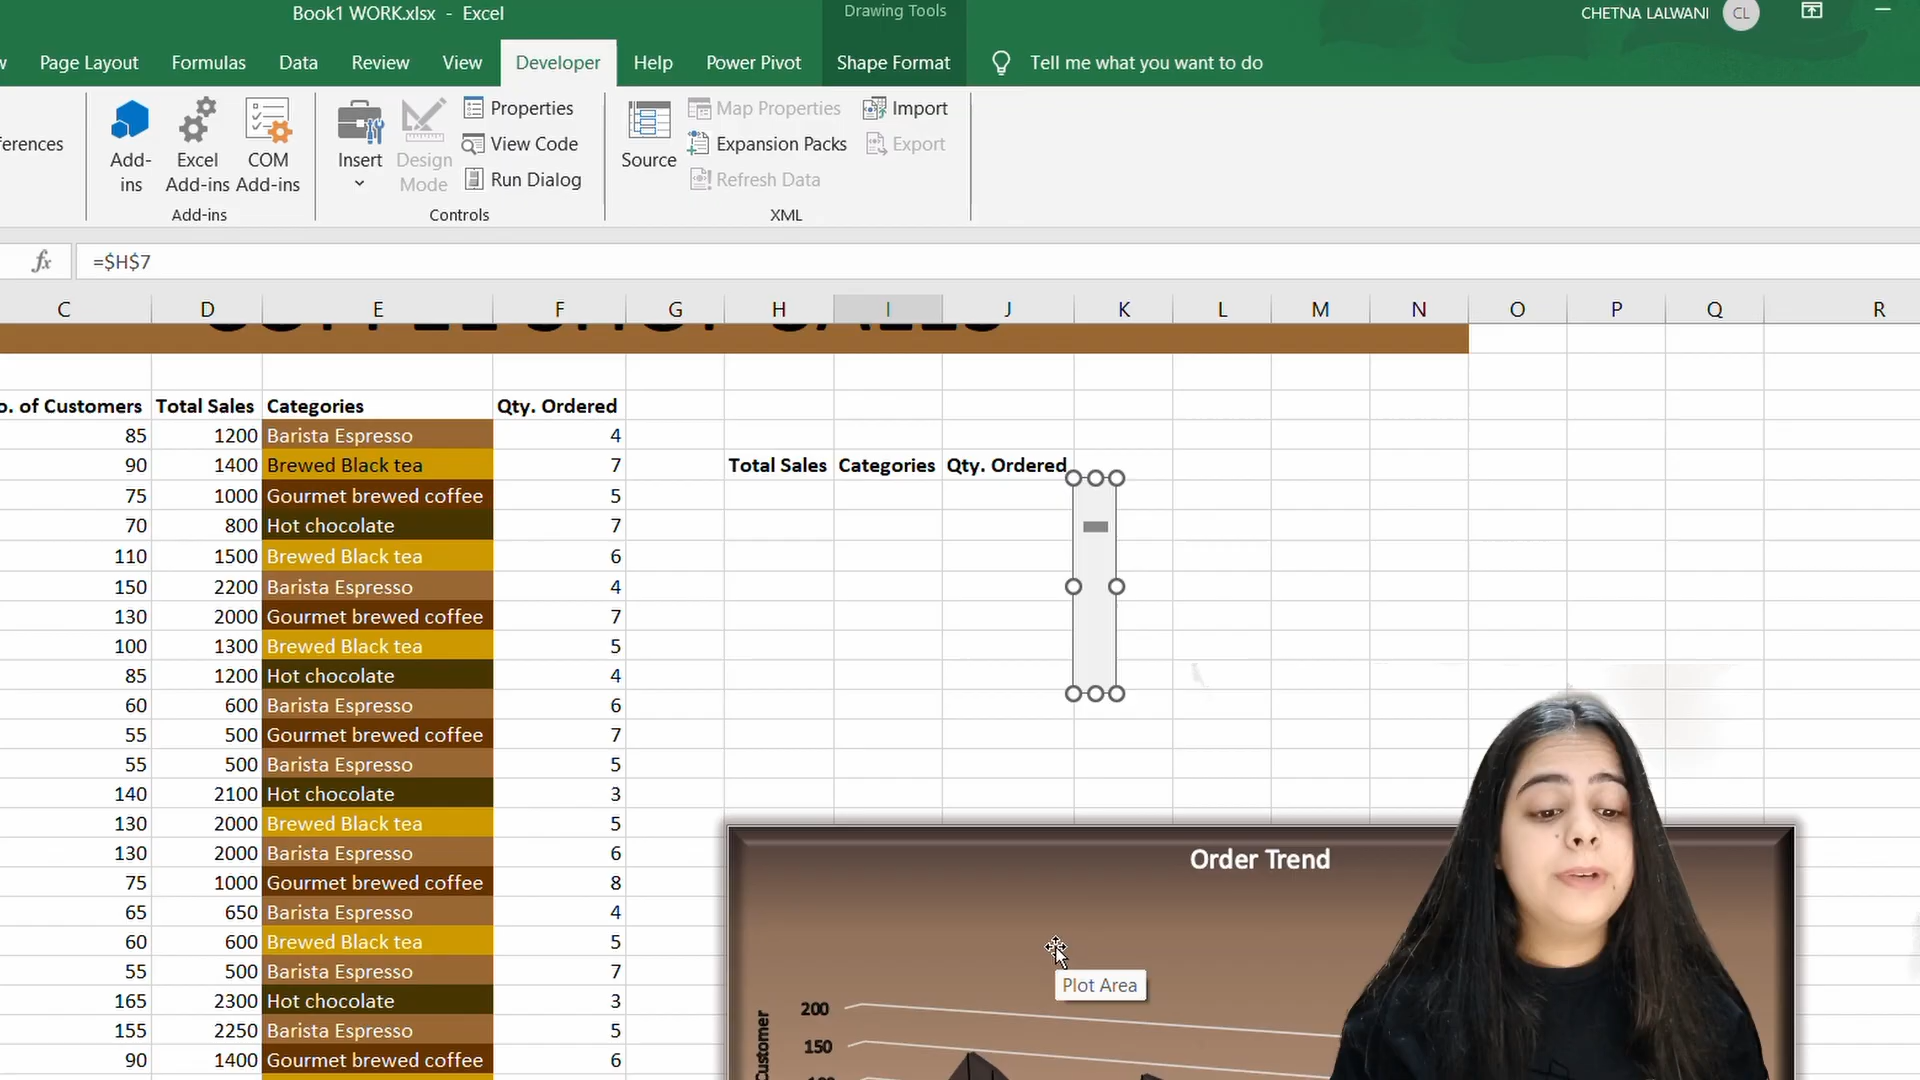 Book1 WORK.xlsx - Excel
Drawing Tools
CHETNA LALWANI
CL
Page Layout
Formulas
Data
Review
View
Developer
Help
Power Pivot
Shape Format
Tell me what you want to do
ferences
Add-
ins
Excel
Add-ins
COM
Add-ins
Add-ins
Insert
Design
Mode
Properties
View Code
Run Dialog
Controls
Source
Map Properties
Expansion Packs
Refresh Data
Import
Export
XML
fx
=$H$7
C D E F G H I J K L M N O P Q R
COFFEE SHOP SALES
o. of Customers Total Sales Categories Qty. Ordered
85 1200 Barista Espresso 4
90 1400 Brewed Black tea 7
75 1000 Gourmet brewed coffee 5
70 800 Hot chocolate 7
110 1500 Brewed Black tea 6
150 2200 Barista Espresso 4
130 2000 Gourmet brewed coffee 7
100 1300 Brewed Black tea 5
85 1200 Hot chocolate 4
60 600 Barista Espresso 6
55 500 Gourmet brewed coffee 7
55 500 Barista Espresso 5
140 2100 Hot chocolate 3
130 2000 Brewed Black tea 5
130 2000 Barista Espresso 6
75 1000 Gourmet brewed coffee 8
65 650 Barista Espresso 4
60 600 Brewed Black tea 5
55 500 Barista Espresso 7
165 2300 Hot chocolate 3
155 2250 Barista Espresso 5
90 1400 Gourmet brewed coffee 6
Total Sales Categories Qty. Ordered
Order Trend
Plot Area
200
150
Customer